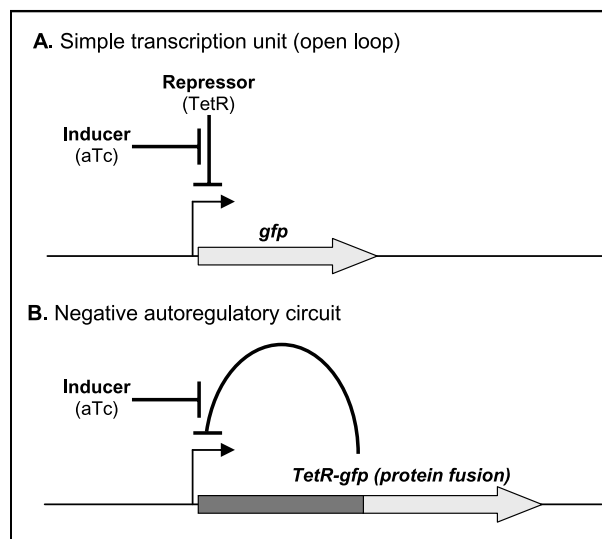 A. Simple transcription unit (open loop)
Repressor
(TetR)
Inducer
(aTc)
gfp
B. Negative autoregulatory circuit
Inducer
(aTc)
TetR-gfp (protein fusion)